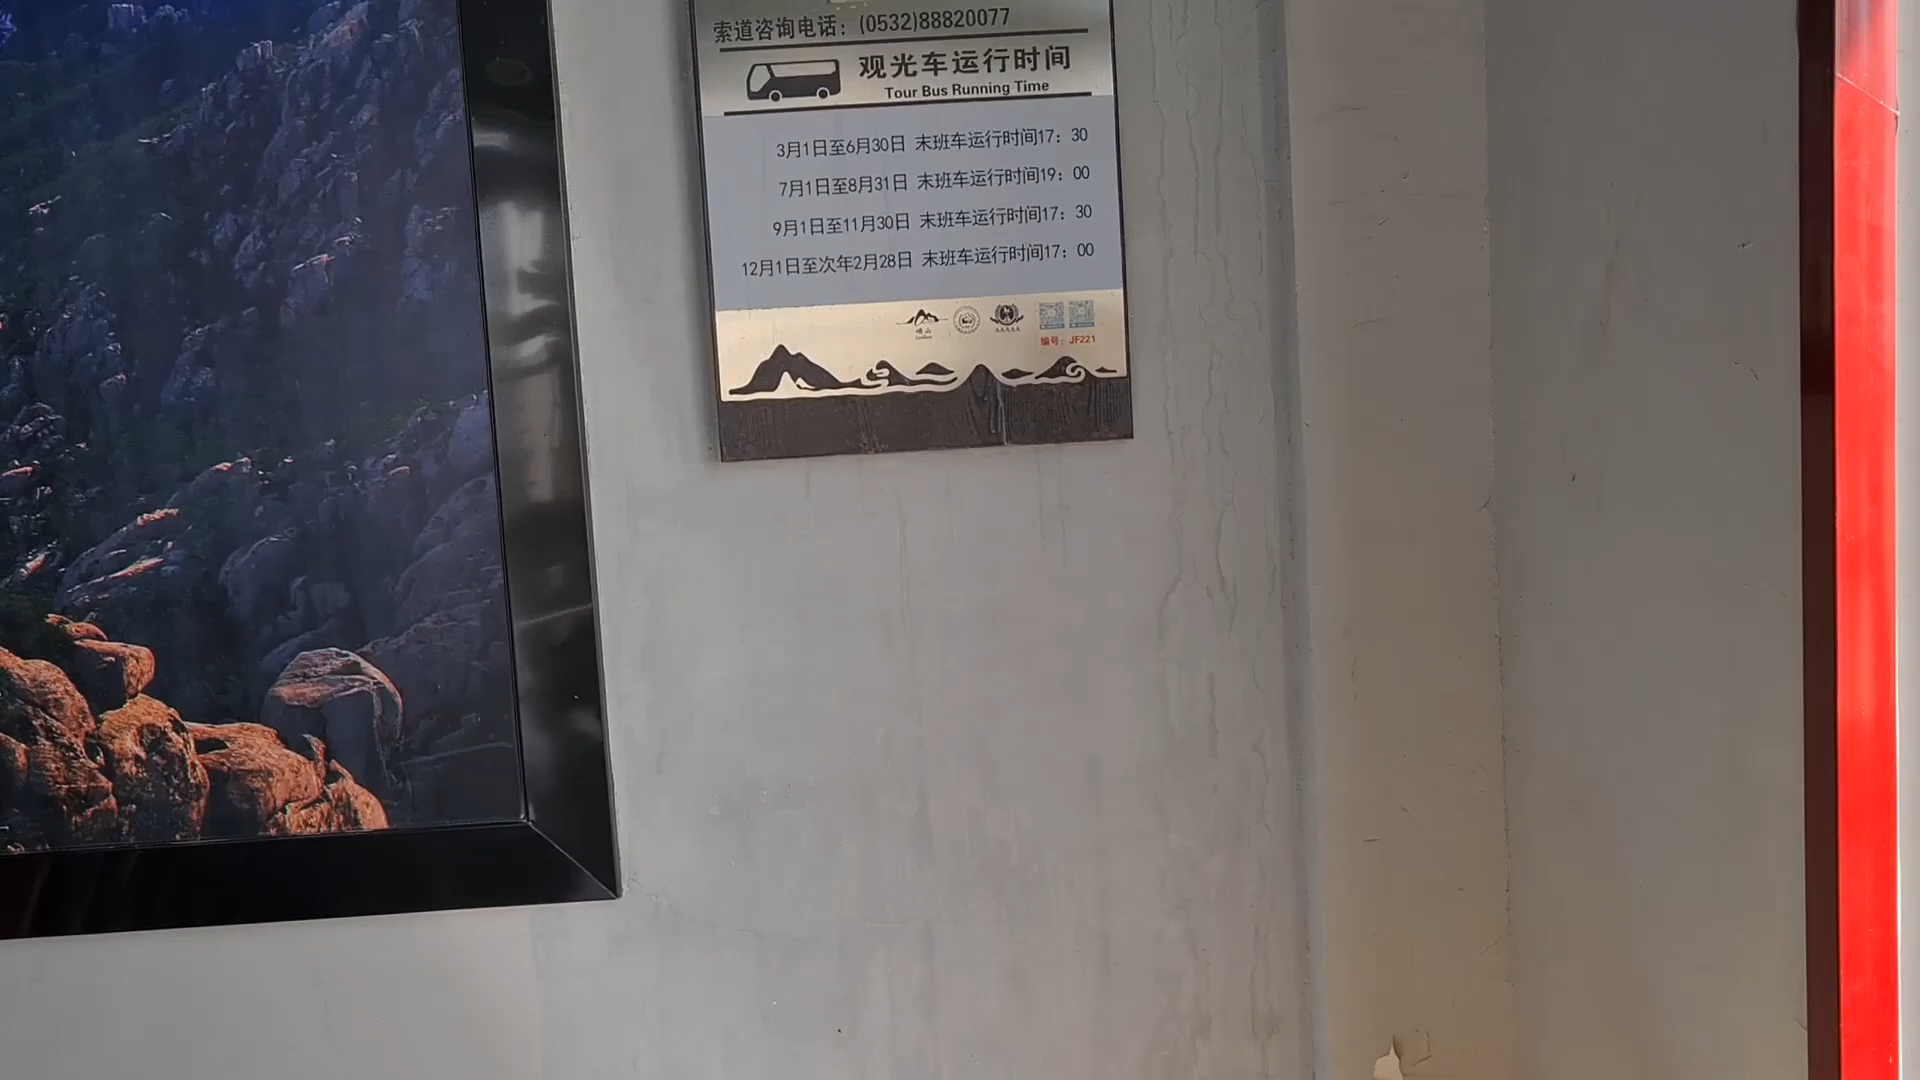 索道咨询电话：(0532)88820077
观光车运行时间
Tour Bus Running Time
3月1日至6月30日 末班车运行时间17：30
7月1日至8月31日 末班车运行时间19：00
9月1日至11月30日 末班车运行时间17：30
12月1日至次年2月28日 末班车运行时间17：00
崂山
AAAAA
编号：JF221